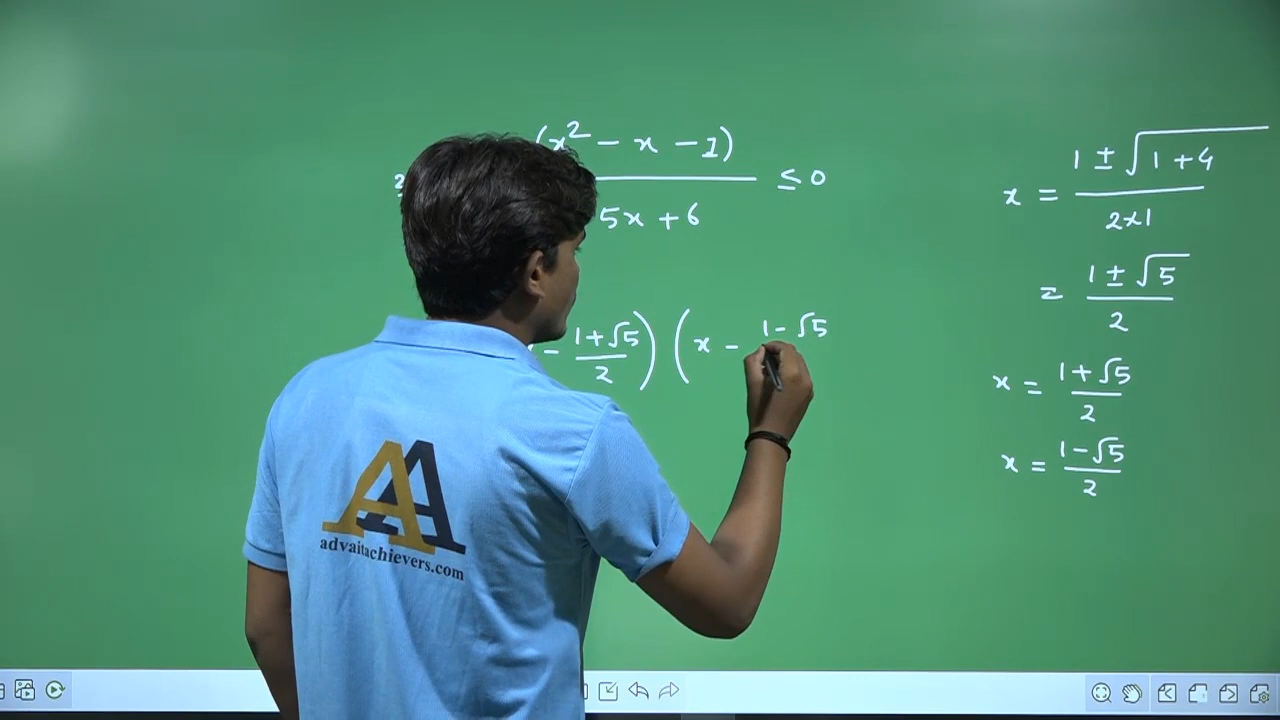 (x² - x - 1)
≤ 0
5x + 6
- (1+√5)/2) (x - 1-√5
x = (1 ± √(1+4))/(2×1)
= (1 ± √5)/2
x = (1+√5)/2
x = (1-√5)/2
AA
advaitachievers.com